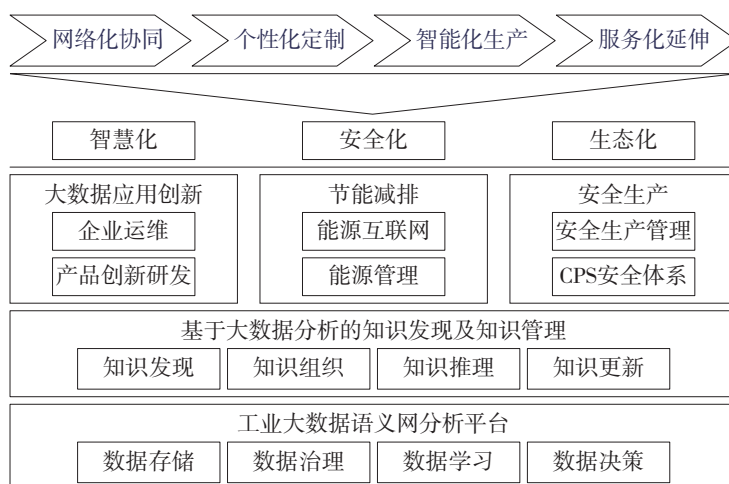 网络化协同 个性化定制 智能化生产 服务化延伸
智慧化 安全化 生态化
大数据应用创新 节能减排 安全生产
企业运维 能源互联网 安全生产管理
产品创新研发 能源管理 CPS安全体系
基于大数据分析的知识发现及知识管理
知识发现 知识组织 知识推理 知识更新
工业大数据语义网分析平台
数据存储 数据治理 数据学习 数据决策